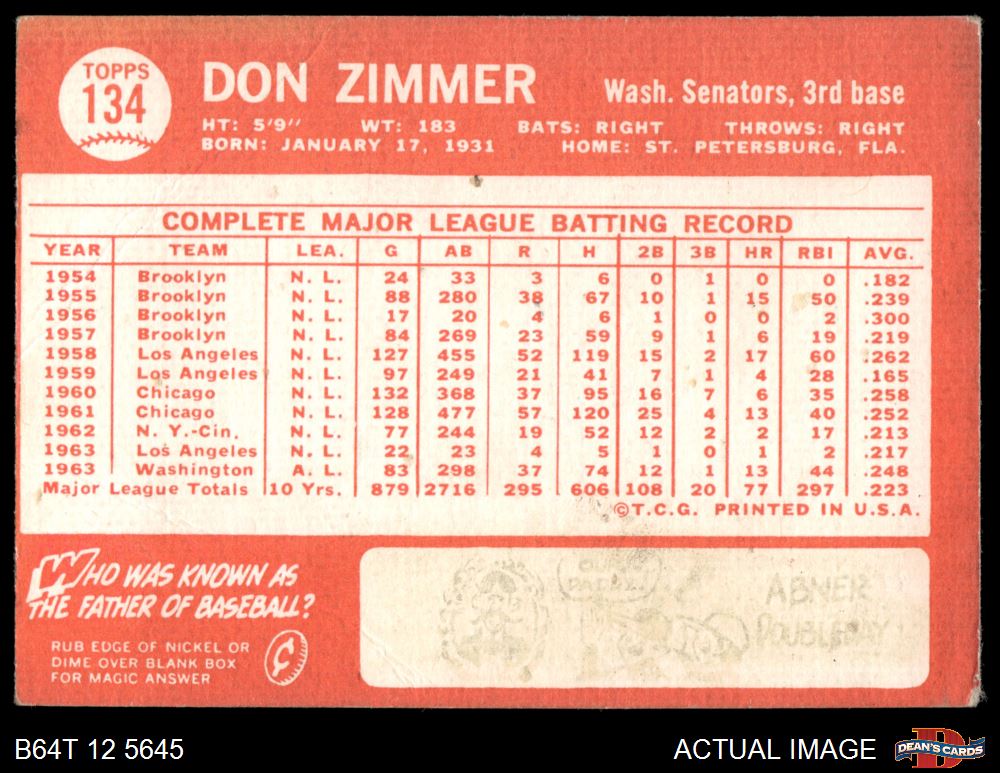 TOPPS
134
DON ZIMMER
Wash. Senators, 3rd base
HT: 5'9" WT: 183 BATS: RIGHT THROWS: RIGHT
BORN: JANUARY 17, 1931 HOME: ST. PETERSBURG, FLA.
COMPLETE MAJOR LEAGUE BATTING RECORD
YEAR TEAM LEA. G AB R H 2B 3B HR RBI AVG.
1954 Brooklyn N. L. 24 33 3 6 0 1 0 0 .182
1955 Brooklyn N. L. 88 280 38 67 10 1 15 50 .239
1956 Brooklyn N. L. 17 20 4 6 1 0 0 2 .300
1957 Brooklyn N. L. 84 269 23 59 9 1 6 19 .219
1958 Los Angeles N. L. 127 455 52 119 15 2 17 60 .262
1959 Los Angeles N. L. 97 249 21 41 7 1 4 28 .165
1960 Chicago N. L. 132 368 37 95 16 7 6 35 .258
1961 Chicago N. L. 128 477 57 120 25 4 13 40 .252
1962 N. Y.-Cin. N. L. 77 244 19 52 12 2 2 17 .213
1963 Los Angeles N. L. 22 23 4 5 1 0 1 2 .217
1963 Washington A. L. 83 298 37 74 12 1 13 44 .248
Major League Totals 10 Yrs. 879 2716 295 606 108 20 77 297 .223
©T.C.G. PRINTED IN U.S.A.
WHO WAS KNOWN AS
THE FATHER OF BASEBALL?
RUB EDGE OF NICKEL OR
DIME OVER BLANK BOX
FOR MAGIC ANSWER
¢
ABNER
DOUBLEDAY
B64T 12 5645
ACTUAL IMAGE
DEAN'S CARDS